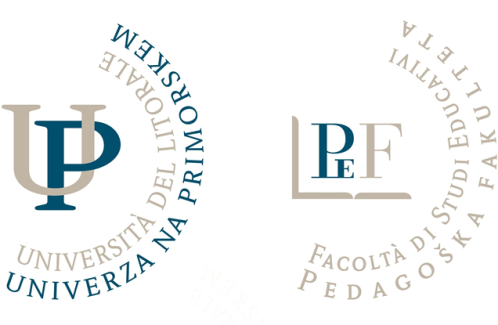 UP
UNIVERSITÀ DEL LITORALE
UNIVERZA NA PRIMORSKEM
PEF
FACOLTÀ DI STUDI EDUCATIVI
PEDAGOŠKA FAKULTETA